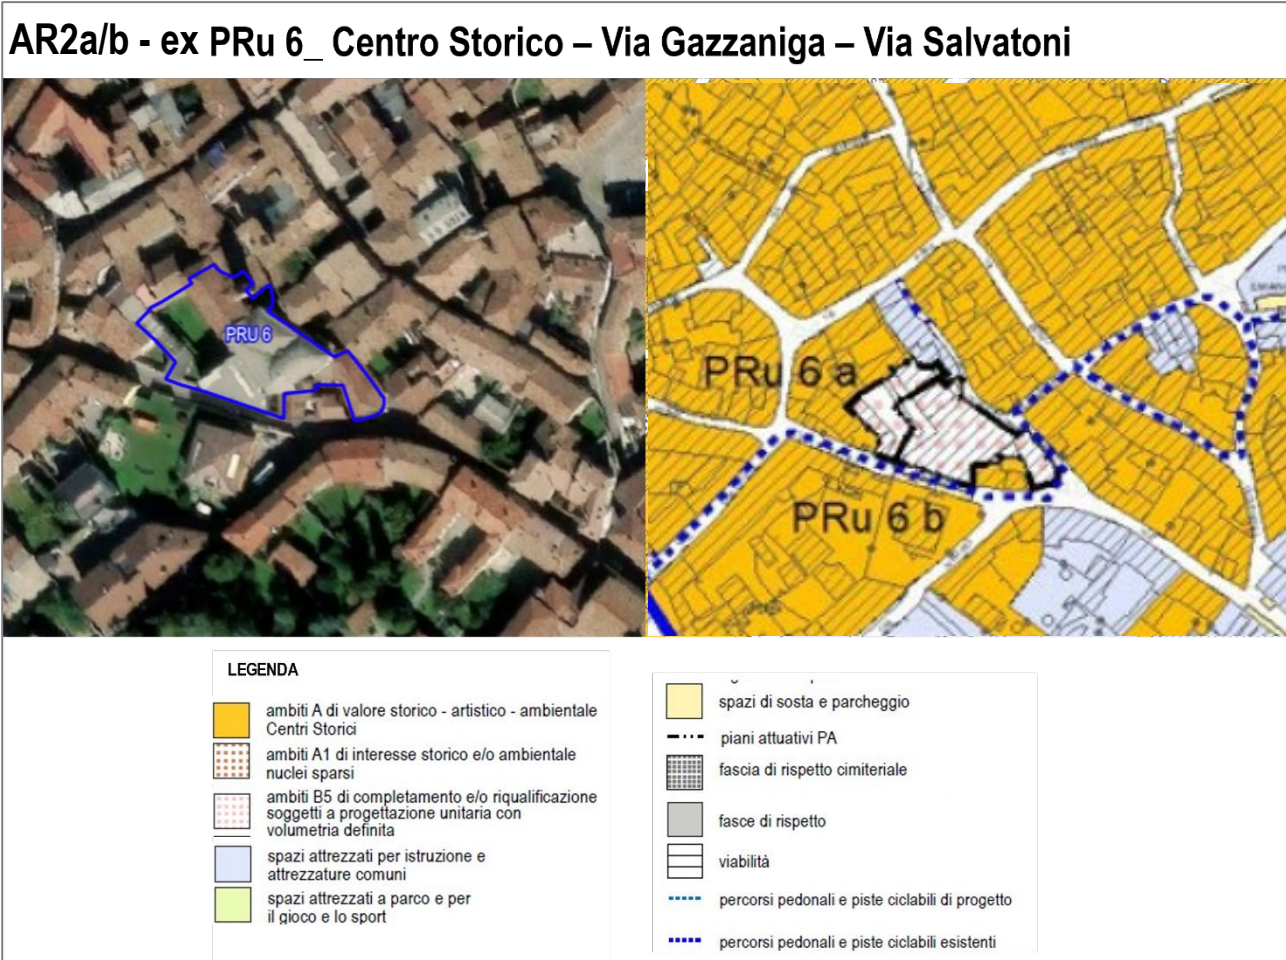 AR2a/b - ex PRu 6_ Centro Storico – Via Gazzaniga – Via Salvatoni
PRU 6
PRu 6 a
PRu 6 b
LEGENDA
ambiti A di valore storico - artistico - ambientale
Centri Storici
ambiti A1 di interesse storico e/o ambientale
nuclei sparsi
ambiti B5 di completamento e/o riqualificazione
soggetti a progettazione unitaria con
volumetria definita
spazi attrezzati per istruzione e
attrezzature comuni
spazi attrezzati a parco e per
il gioco e lo sport
spazi di sosta e parcheggio
piani attuativi PA
fascia di rispetto cimiteriale
fasce di rispetto
viabilità
percorsi pedonali e piste ciclabili di progetto
percorsi pedonali e piste ciclabili esistenti